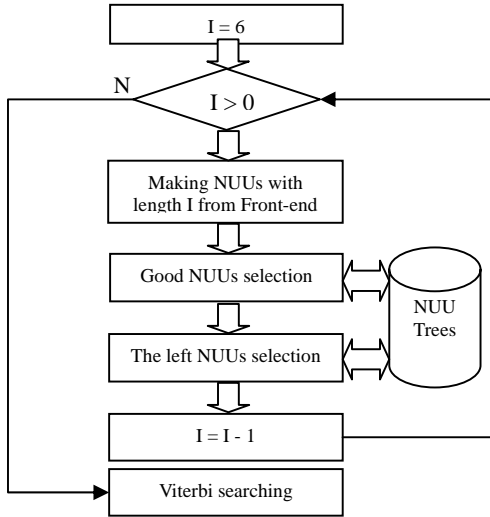 I = 6
N
I > 0
Making NUUs with
length I from Front-end
Good NUUs selection
NUU
Trees
The left NUUs selection
I = I - 1
Viterbi searching